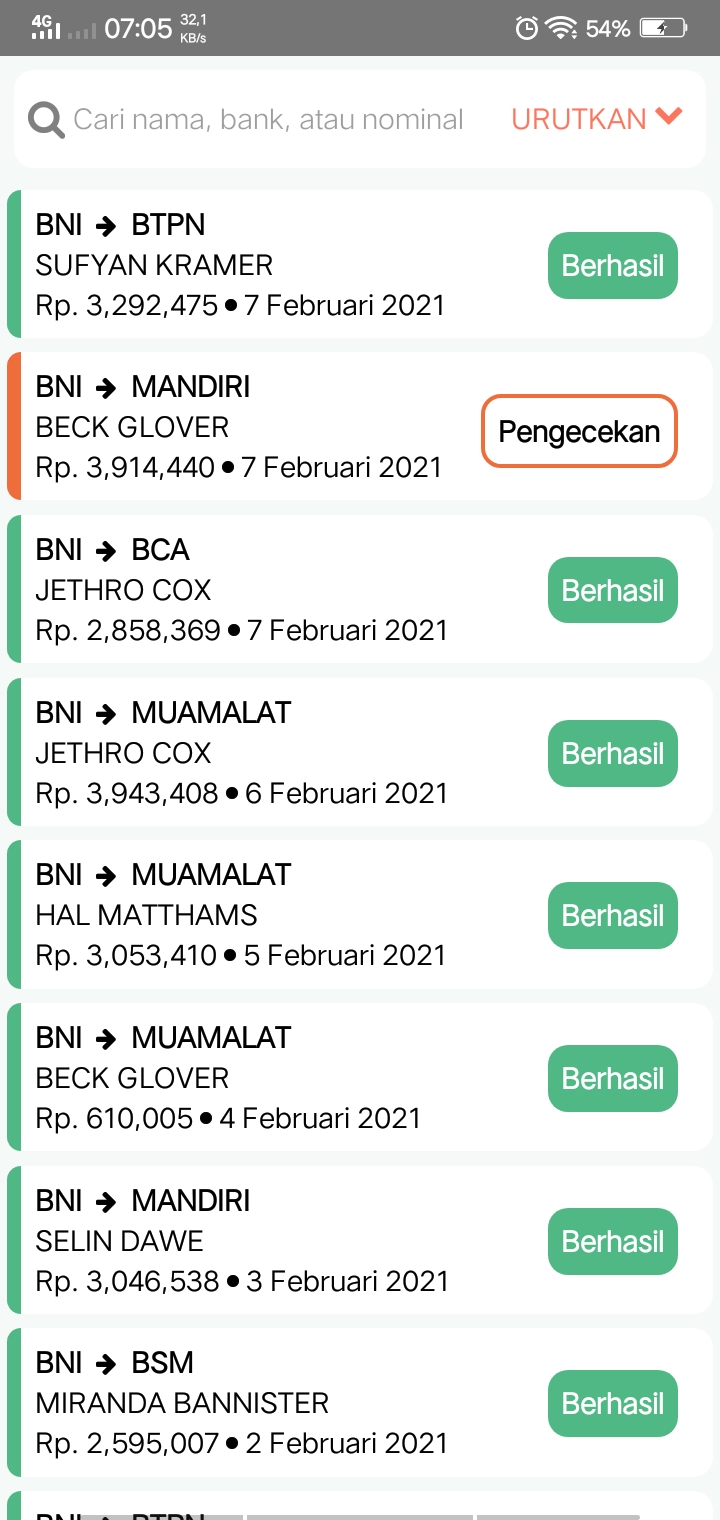 4G 07:05 32,1 KB/s 54%
Cari nama, bank, atau nominal URUTKAN
BNI → BTPN
SUFYAN KRAMER
Rp. 3,292,475 ● 7 Februari 2021
Berhasil
BNI → MANDIRI
BECK GLOVER
Rp. 3,914,440 ● 7 Februari 2021
Pengecekan
BNI → BCA
JETHRO COX
Rp. 2,858,369 ● 7 Februari 2021
Berhasil
BNI → MUAMALAT
JETHRO COX
Rp. 3,943,408 ● 6 Februari 2021
Berhasil
BNI → MUAMALAT
HAL MATTHAMS
Rp. 3,053,410 ● 5 Februari 2021
Berhasil
BNI → MUAMALAT
BECK GLOVER
Rp. 610,005 ● 4 Februari 2021
Berhasil
BNI → MANDIRI
SELIN DAWE
Rp. 3,046,538 ● 3 Februari 2021
Berhasil
BNI → BSM
MIRANDA BANNISTER
Rp. 2,595,007 ● 2 Februari 2021
Berhasil
BNI → BTPN